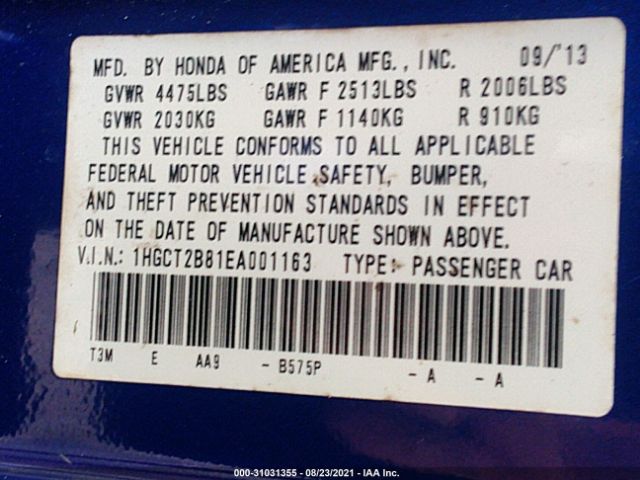 MFD. BY HONDA OF AMERICA MFG., INC. 09/'13
GVWR 4475LBS GAWR F 2513LBS R 2006LBS
GVWR 2030KG GAWR F 1140KG R 910KG
THIS VEHICLE CONFORMS TO ALL APPLICABLE
FEDERAL MOTOR VEHICLE SAFETY, BUMPER,
AND THEFT PREVENTION STANDARDS IN EFFECT
ON THE DATE OF MANUFACTURE SHOWN ABOVE.
V.I.N.: 1HGCT2B81EA001163 TYPE: PASSENGER CAR
T3M E AA9 - B575P - A - A
000-31031355 - 08/23/2021 - IAA Inc.